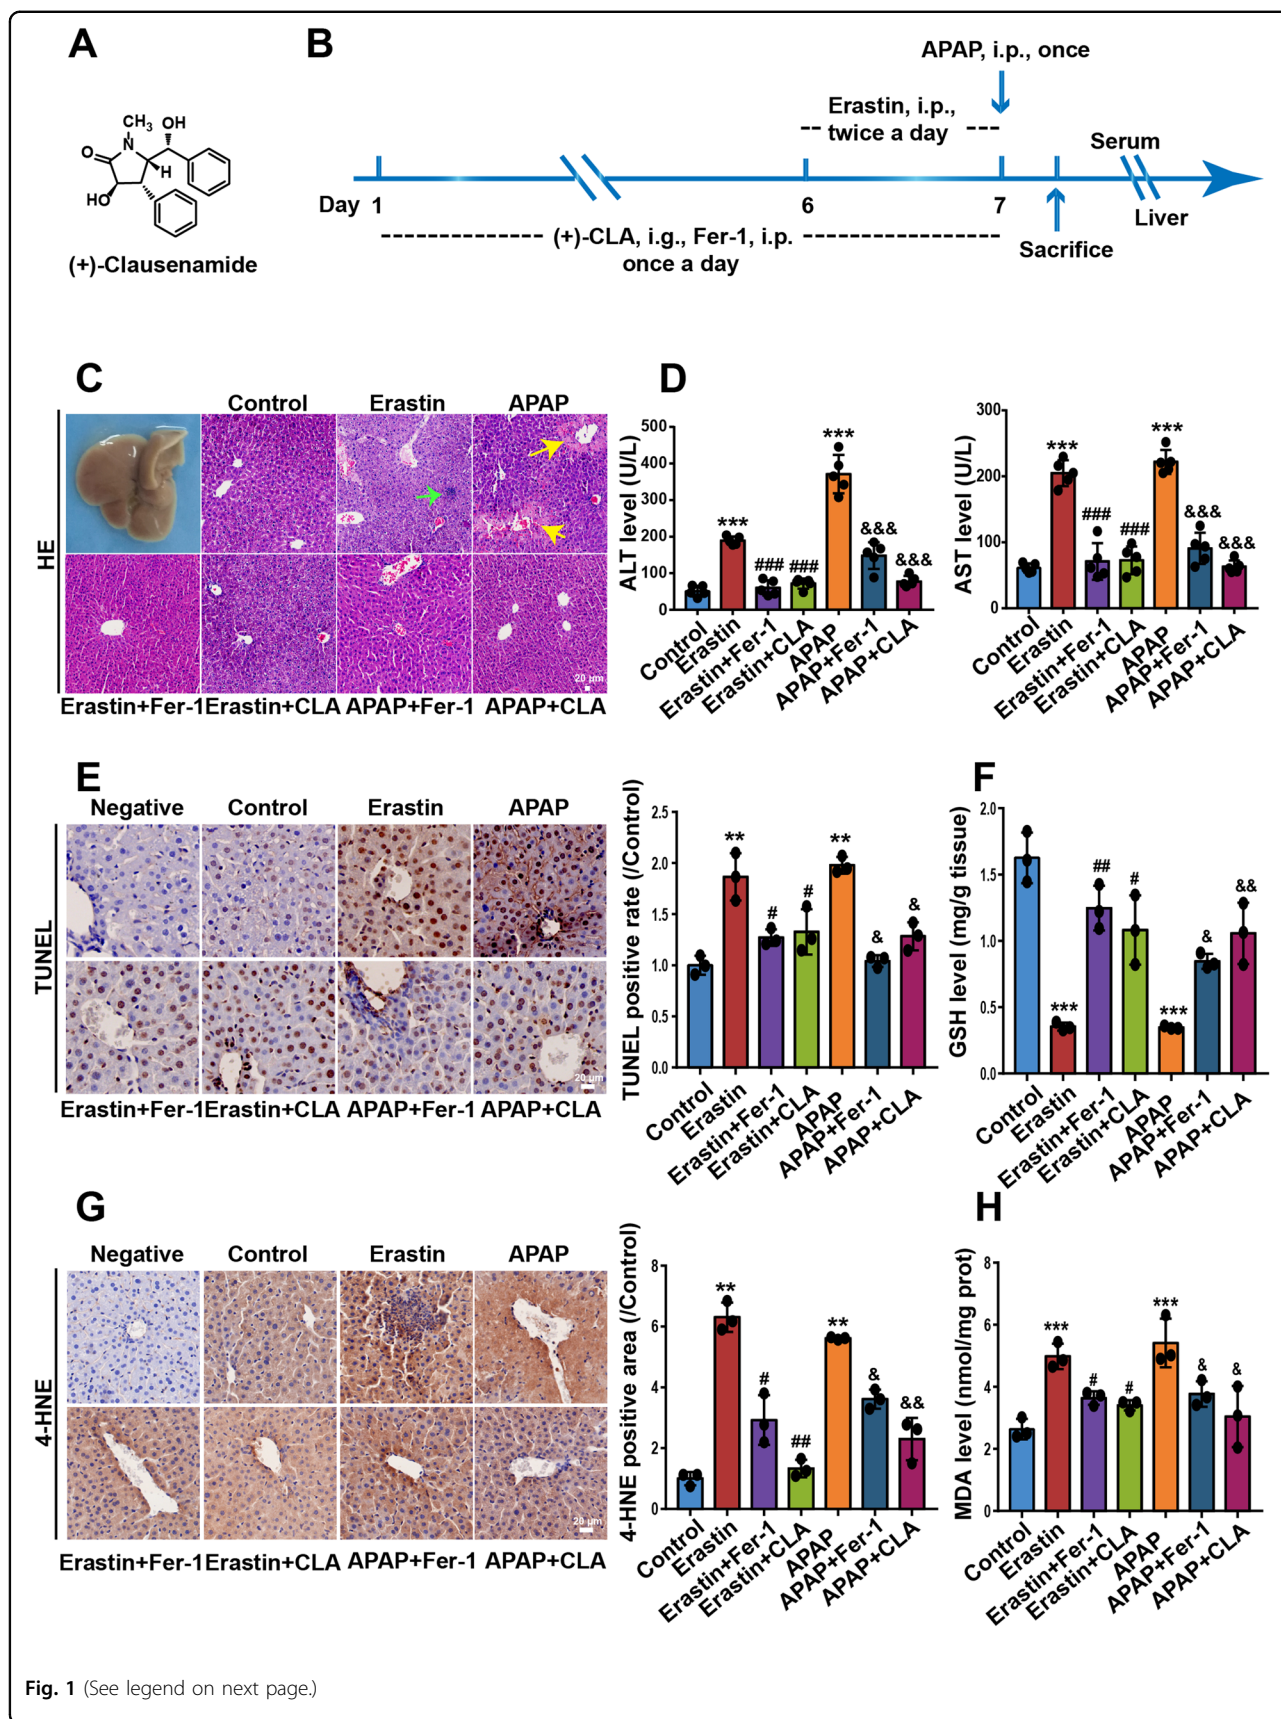 A
CH3
OH
N
O
H
HO
(+)-Clausenamide
B
APAP, i.p., once
Erastin, i.p.,
twice a day
Serum
Day 1
6
7
Liver
(+)-CLA, i.g., Fer-1, i.p.
once a day
Sacrifice
C
Control Erastin APAP
HE
20 µm
Erastin+Fer-1 Erastin+CLA APAP+Fer-1 APAP+CLA
D
ALT level (U/L)
500
400
300
200
100
0
***
###
###
***
&&&
&&&
Control
Erastin
Erastin+Fer-1
Erastin+CLA
APAP
APAP+Fer-1
APAP+CLA
AST level (U/L)
300
200
100
0
***
###
###
***
&&&
&&&
Control
Erastin
Erastin+Fer-1
Erastin+CLA
APAP
APAP+Fer-1
APAP+CLA
E
Negative Control Erastin APAP
TUNEL
20 µm
Erastin+Fer-1 Erastin+CLA APAP+Fer-1 APAP+CLA
TUNEL positive rate (/Control)
2.5
2.0
1.5
1.0
0.5
0.0
**
#
#
**
&
&
Control
Erastin
Erastin+Fer-1
Erastin+CLA
APAP
APAP+Fer-1
APAP+CLA
F
GSH level (mg/g tissue)
2.0
1.5
1.0
0.5
0.0
***
##
#
***
&
&&
Control
Erastin
Erastin+Fer-1
Erastin+CLA
APAP
APAP+Fer-1
APAP+CLA
G
Negative Control Erastin APAP
4-HNE
20 µm
Erastin+Fer-1 Erastin+CLA APAP+Fer-1 APAP+CLA
4-HNE positive area (/Control)
8
6
4
2
0
**
#
##
**
&
&&
Control
Erastin
Erastin+Fer-1
Erastin+CLA
APAP
APAP+Fer-1
APAP+CLA
H
MDA level (nmol/mg prot)
8
6
4
2
0
***
#
#
***
&
&
Control
Erastin
Erastin+Fer-1
Erastin+CLA
APAP
APAP+Fer-1
APAP+CLA
Fig. 1 (See legend on next page.)